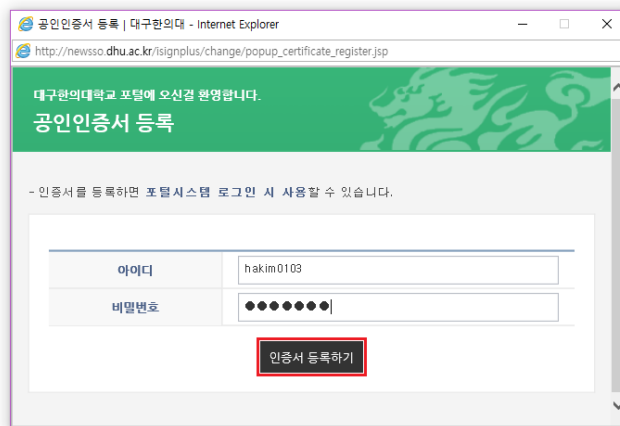 공인인증서 등록 | 대구한의대 - Internet Explorer
http://newsso.dhu.ac.kr/isignplus/change/popup_certificate_register.jsp
대구한의대학교 포털에 오신걸 환영합니다.
공인인증서 등록
- 인증서를 등록하면 포털시스템 로그인 시 사용할 수 있습니다.
아이디 hakim0103
비밀번호 ●●●●●●●
인증서 등록하기